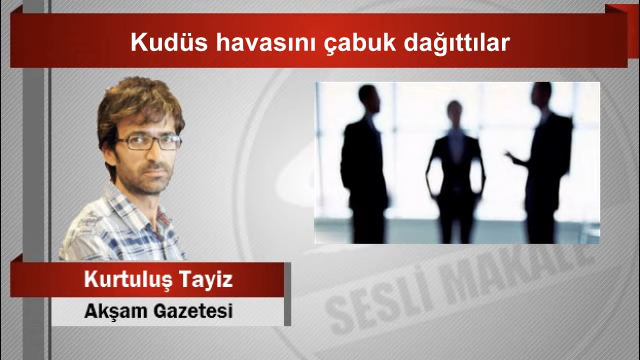 Kudüs havasını çabuk dağıttılar
Kurtuluş Tayiz
Akşam Gazetesi
SESLİ MAKALE